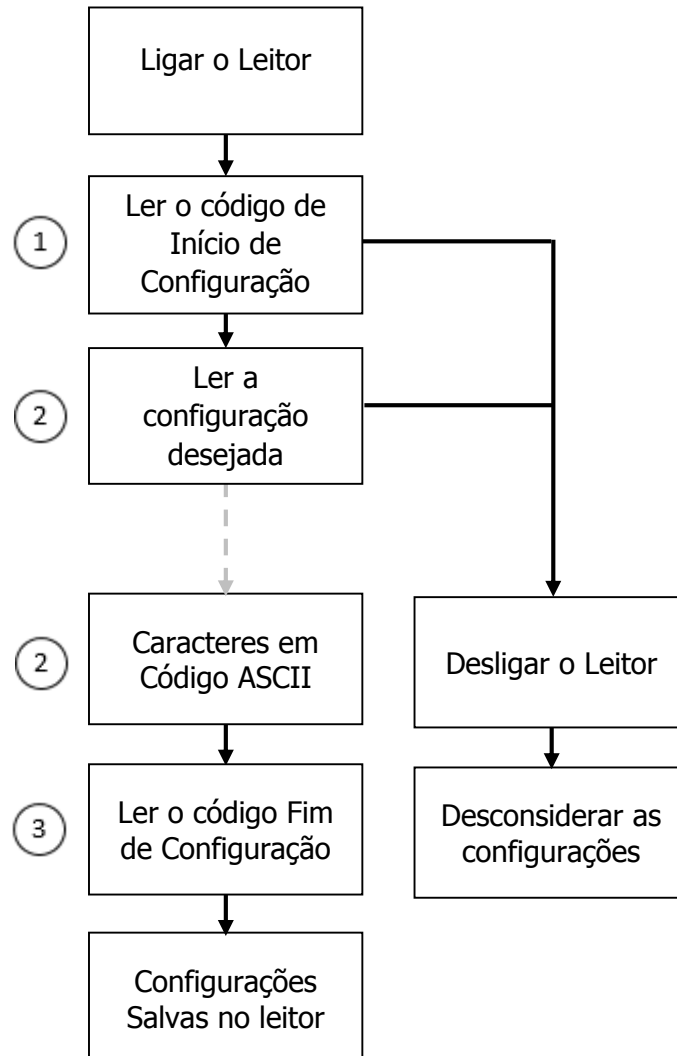 Ligar o Leitor
1
Ler o código de
Início de
Configuração
2
Ler a
configuração
desejada
2
Caracteres em
Código ASCII
Desligar o Leitor
3
Ler o código Fim
de Configuração
Desconsiderar as
configurações
Configurações
Salvas no leitor